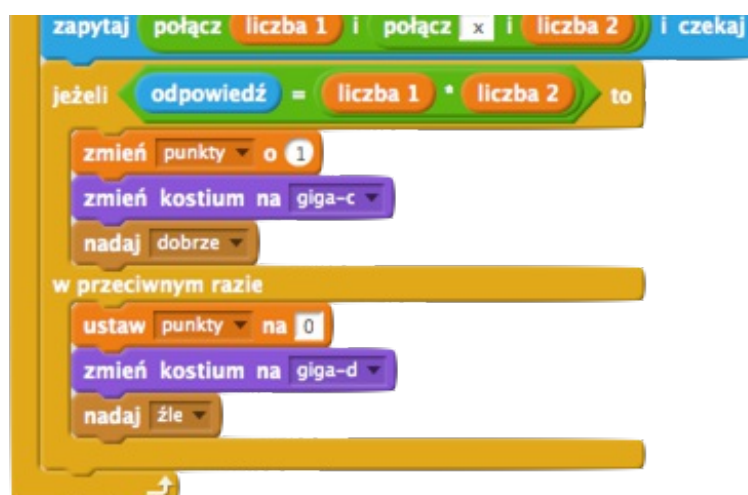 zapytaj połącz liczba 1 i połącz x i liczba 2 i czekaj
jeżeli odpowiedź = liczba 1 * liczba 2 to
zmień punkty o 1
zmień kostium na giga-c
nadaj dobrze
w przeciwnym razie
ustaw punkty na 0
zmień kostium na giga-d
nadaj źle